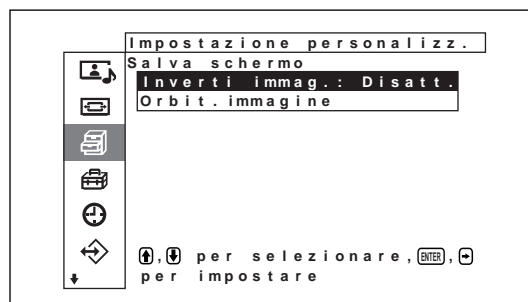 Impostazione personalizz.
Salva schermo
Inverti immag.: Disatt.
Orbit.immagine
↑,↓ per selezionare, ENTER, →
per impostare